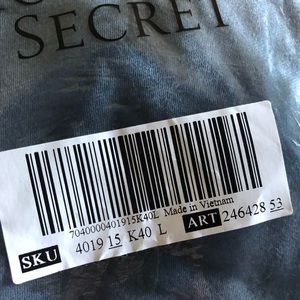 SECRET
7040000401915K40L Made in Vietnam
SKU 4019 15 K40 L ART 246428 53